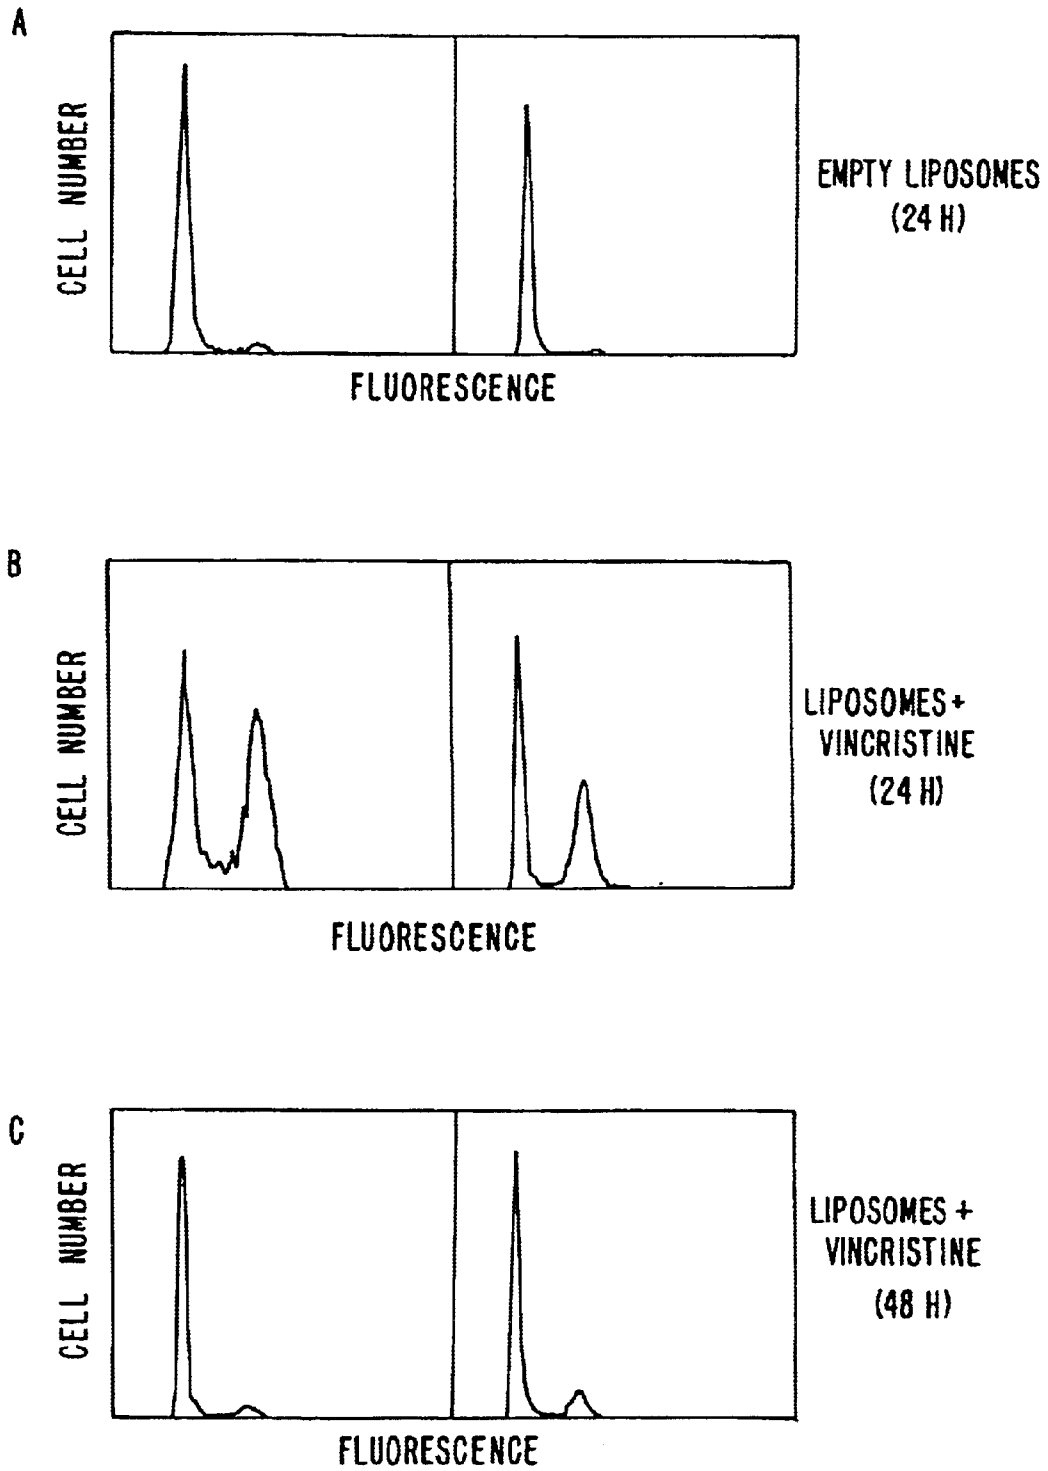 A
CELL NUMBER
EMPTY LIPOSOMES
(24 H)
FLUORESCENCE
B
CELL NUMBER
LIPOSOMES+
VINCRISTINE
(24 H)
FLUORESCENCE
C
CELL NUMBER
LIPOSOMES +
VINCRISTINE
(48 H)
FLUORESCENCE